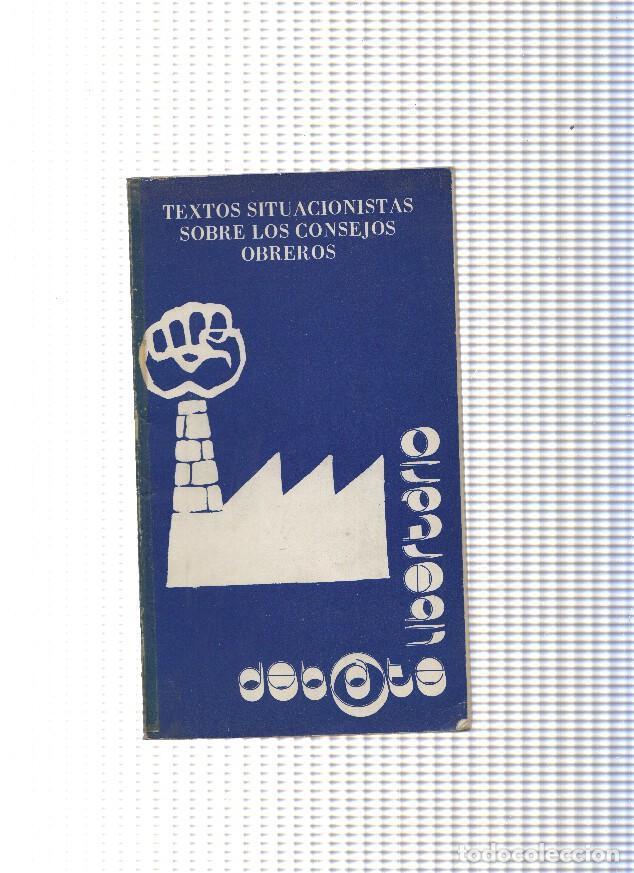 TEXTOS SITUACIONISTAS
SOBRE LOS CONSEJOS
OBREROS
debate
libertario
todocoleccion